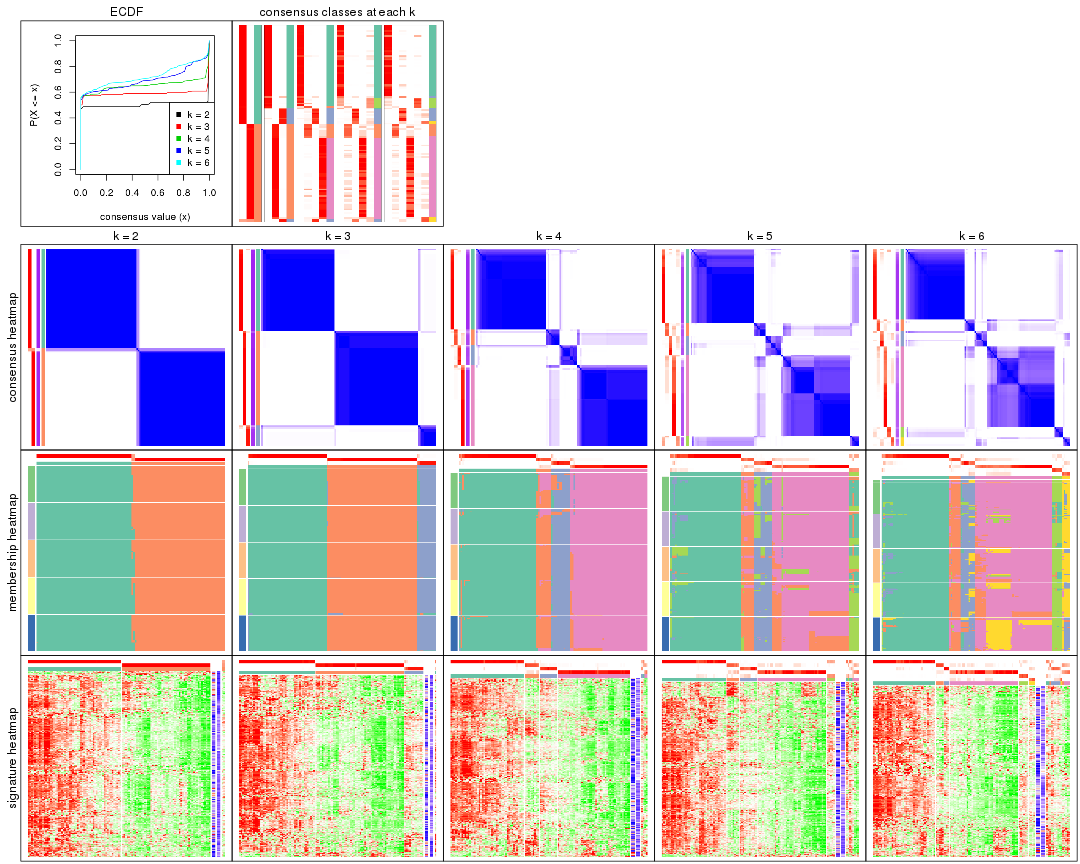 ECDF
consensus classes at each k
P(X <= x)
1.0
0.8
0.6
0.4
0.2
0.0
k = 2
k = 3
k = 4
k = 5
k = 6
0.0 0.2 0.4 0.6 0.8 1.0
consensus value (x)
k = 2
k = 3
k = 4
k = 5
k = 6
consensus heatmap
membership heatmap
signature heatmap